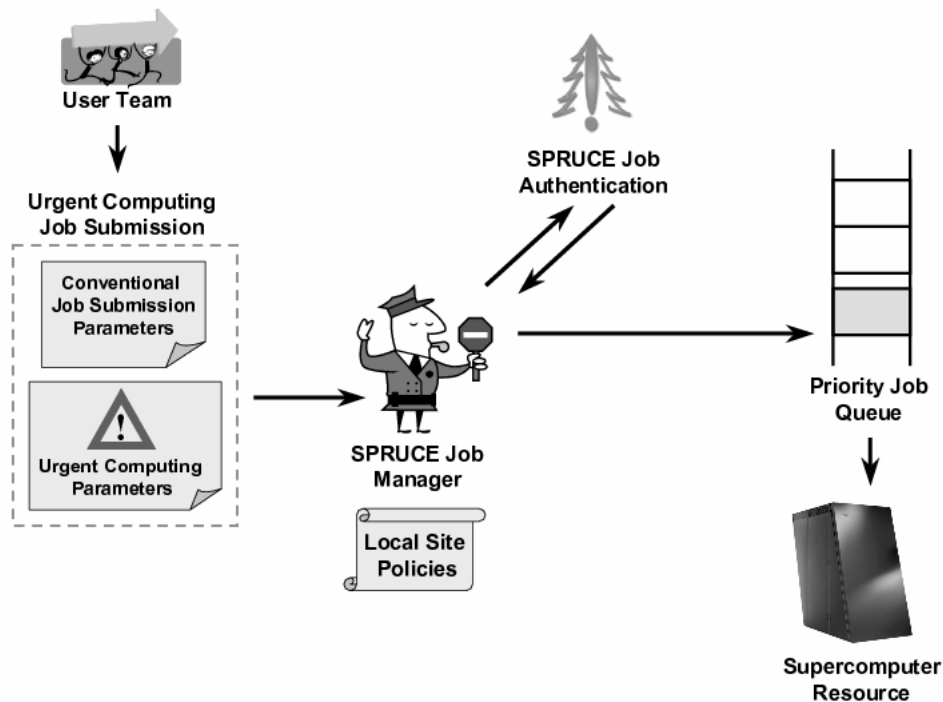 User Team
Urgent Computing
Job Submission
Conventional
Job Submission
Parameters
!
Urgent Computing
Parameters
SPRUCE Job
Manager
Local Site
Policies
SPRUCE Job
Authentication
Priority Job
Queue
Supercomputer
Resource